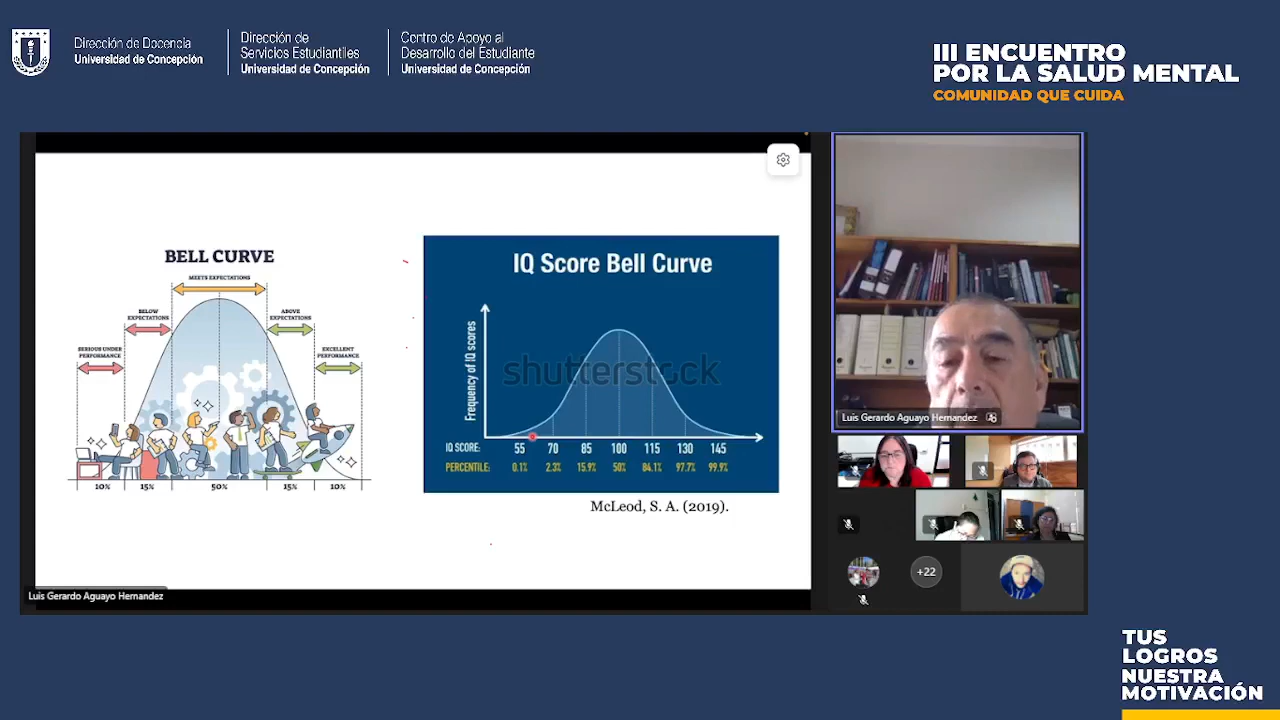 Dirección de Docencia
Universidad de Concepción
Dirección de
Servicios Estudiantiles
Universidad de Concepción
Centro de Apoyo al
Desarrollo del Estudiante
Universidad de Concepción
III ENCUENTRO
POR LA SALUD MENTAL
COMUNIDAD QUE CUIDA
BELL CURVE
MEETS EXPECTATIONS
BELOW
EXPECTATIONS
ABOVE
EXPECTATIONS
SERIOUS UNDER
PERFORMANCE
EXCELLENT
PERFORMANCE
10% 15% 50% 15% 10%
IQ Score Bell Curve
Frequency of IQ scores
shutterstock
IQ SCORE: 55 70 85 100 115 130 145
PERCENTILE: 0.1% 2.3% 15.9% 50% 84.1% 97.7% 99.9%
McLeod, S. A. (2019).
Luis Gerardo Aguayo Hernandez
Luis Gerardo Aguayo Hernandez
+22
TUS
LOGROS
NUESTRA
MOTIVACIÓN